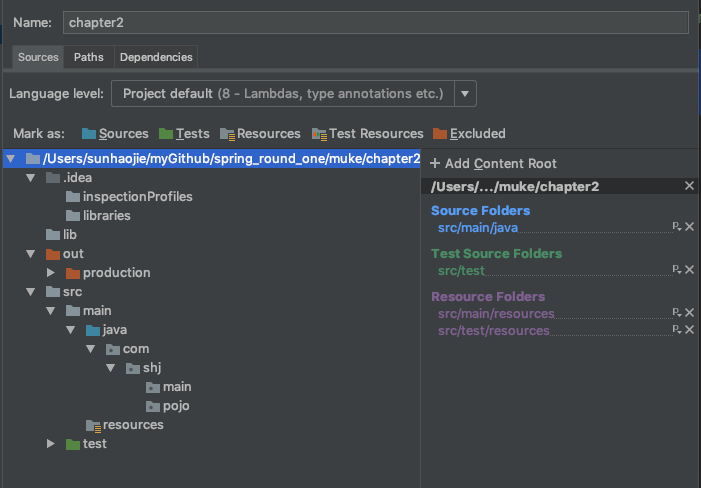 Name: chapter2
Sources Paths Dependencies
Language level: Project default (8 - Lambdas, type annotations etc.)
Mark as: Sources Tests Resources Test Resources Excluded
/Users/sunhaojie/myGithub/spring_round_one/muke/chapter2
.idea
inspectionProfiles
libraries
lib
out
production
src
main
java
com
shj
main
pojo
resources
test
+ Add Content Root
/Users/.../muke/chapter2
Source Folders
src/main/java
Test Source Folders
src/test
Resource Folders
src/main/resources
src/test/resources